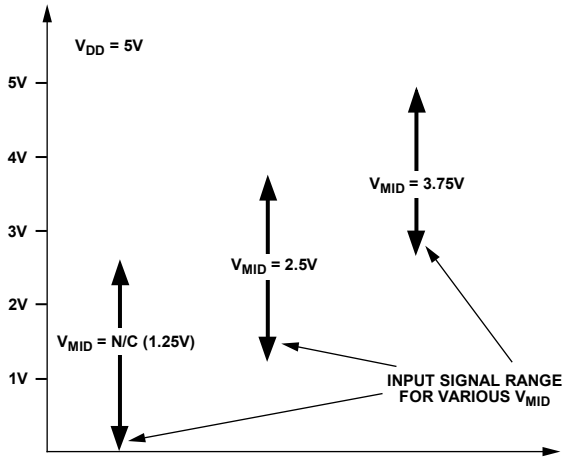 V_DD = 5V
5V
4V
3V
2V
1V
V_MID = 3.75V
V_MID = 2.5V
V_MID = N/C (1.25V)
INPUT SIGNAL RANGE
FOR VARIOUS V_MID